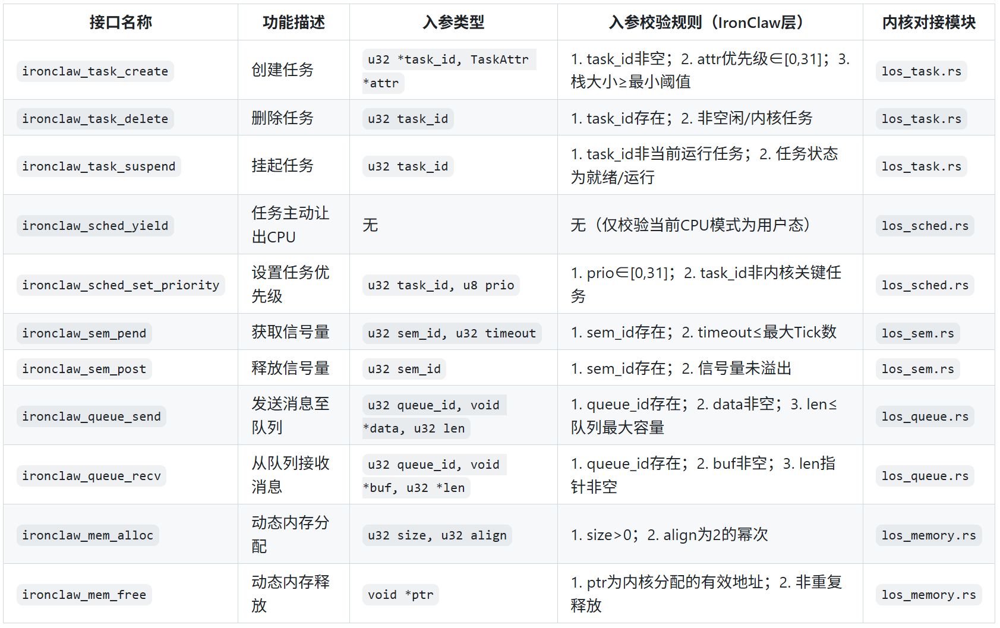 接口名称 功能描述 入参类型 入参校验规则（IronClaw层） 内核对接模块
ironclaw_task_create 创建任务 u32 *task_id, TaskAttr
*attr 1. task_id非空；2. attr优先级∈[0,31]；3.
栈大小≥最小阈值 los_task.rs
ironclaw_task_delete 删除任务 u32 task_id 1. task_id存在；2. 非空闲/内核任务 los_task.rs
ironclaw_task_suspend 挂起任务 u32 task_id 1. task_id非当前运行任务；2. 任务状态
为就绪/运行 los_task.rs
ironclaw_sched_yield 任务主动让
出CPU 无 无（仅校验当前CPU模式为用户态） los_sched.rs
ironclaw_sched_set_priority 设置任务优
先级 u32 task_id, u8 prio 1. prio∈[0,31]；2. task_id非内核关键任
务 los_sched.rs
ironclaw_sem_pend 获取信号量 u32 sem_id, u32 timeout 1. sem_id存在；2. timeout≤最大Tick数 los_sem.rs
ironclaw_sem_post 释放信号量 u32 sem_id 1. sem_id存在；2. 信号量未溢出 los_sem.rs
ironclaw_queue_send 发送消息至
队列 u32 queue_id, void
*data, u32 len 1. queue_id存在；2. data非空；3. len≤
队列最大容量 los_queue.rs
ironclaw_queue_recv 从队列接收
消息 u32 queue_id, void
*buf, u32 *len 1. queue_id存在；2. buf非空；3. len指
针非空 los_queue.rs
ironclaw_mem_alloc 动态内存分
配 u32 size, u32 align 1. size>0；2. align为2的幂次 los_memory.rs
ironclaw_mem_free 动态内存释
放 void *ptr 1. ptr为内核分配的有效地址；2. 非重复
释放 los_memory.rs